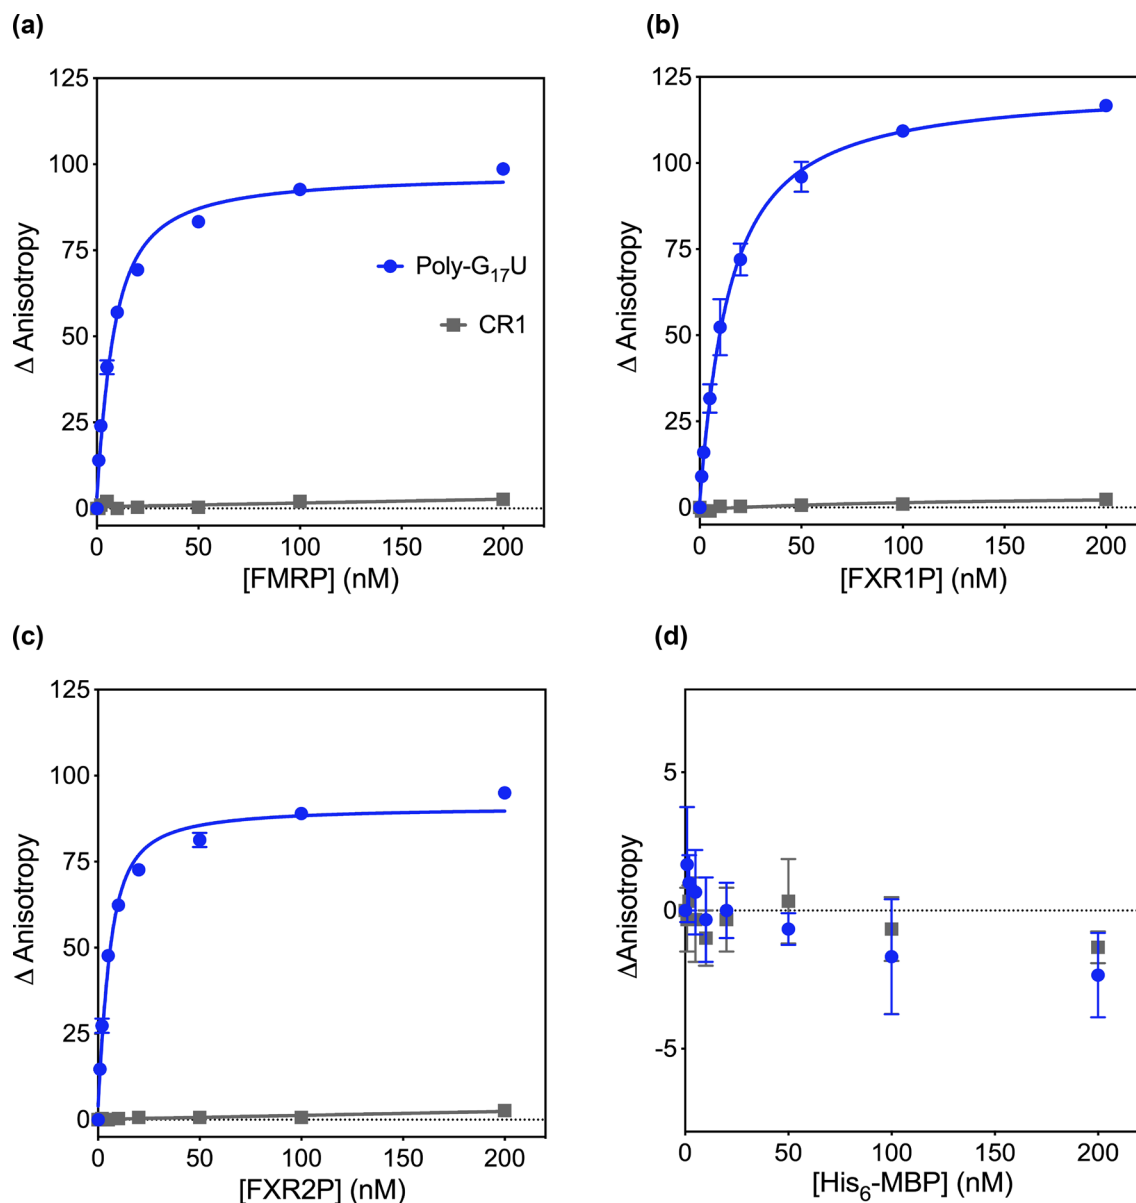 (a)
125
100
75
50
25
0
Δ Anisotropy
Poly-G₁₇U
CR1
0 50 100 150 200
[FMRP] (nM)
(b)
125
100
75
50
25
0
Δ Anisotropy
0 50 100 150 200
[FXR1P] (nM)
(c)
125
100
75
50
25
0
Δ Anisotropy
0 50 100 150 200
[FXR2P] (nM)
(d)
5
0
-5
ΔAnisotropy
0 50 100 150 200
[His₆-MBP] (nM)